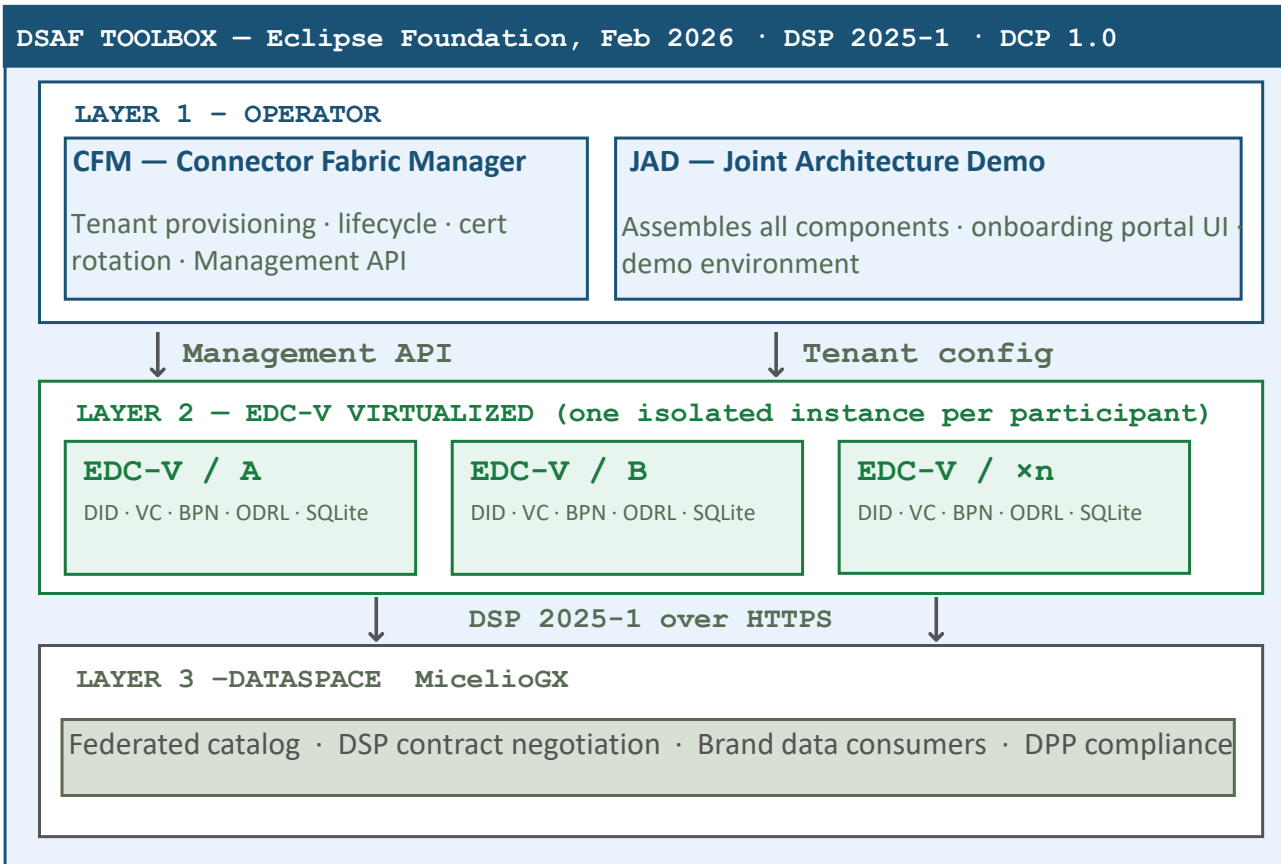 DSAF TOOLBOX — Eclipse Foundation, Feb 2026 · DSP 2025-1 · DCP 1.0
LAYER 1 – OPERATOR
CFM — Connector Fabric Manager
Tenant provisioning · lifecycle · cert
rotation · Management API
JAD — Joint Architecture Demo
Assembles all components · onboarding portal UI ·
demo environment
Management API
Tenant config
LAYER 2 — EDC-V VIRTUALIZED (one isolated instance per participant)
EDC-V / A
DID · VC · BPN · ODRL · SQLite
EDC-V / B
DID · VC · BPN · ODRL · SQLite
EDC-V / ×n
DID · VC · BPN · ODRL · SQLite
DSP 2025-1 over HTTPS
LAYER 3 –DATASPACE MicelioGX
Federated catalog · DSP contract negotiation · Brand data consumers · DPP compliance